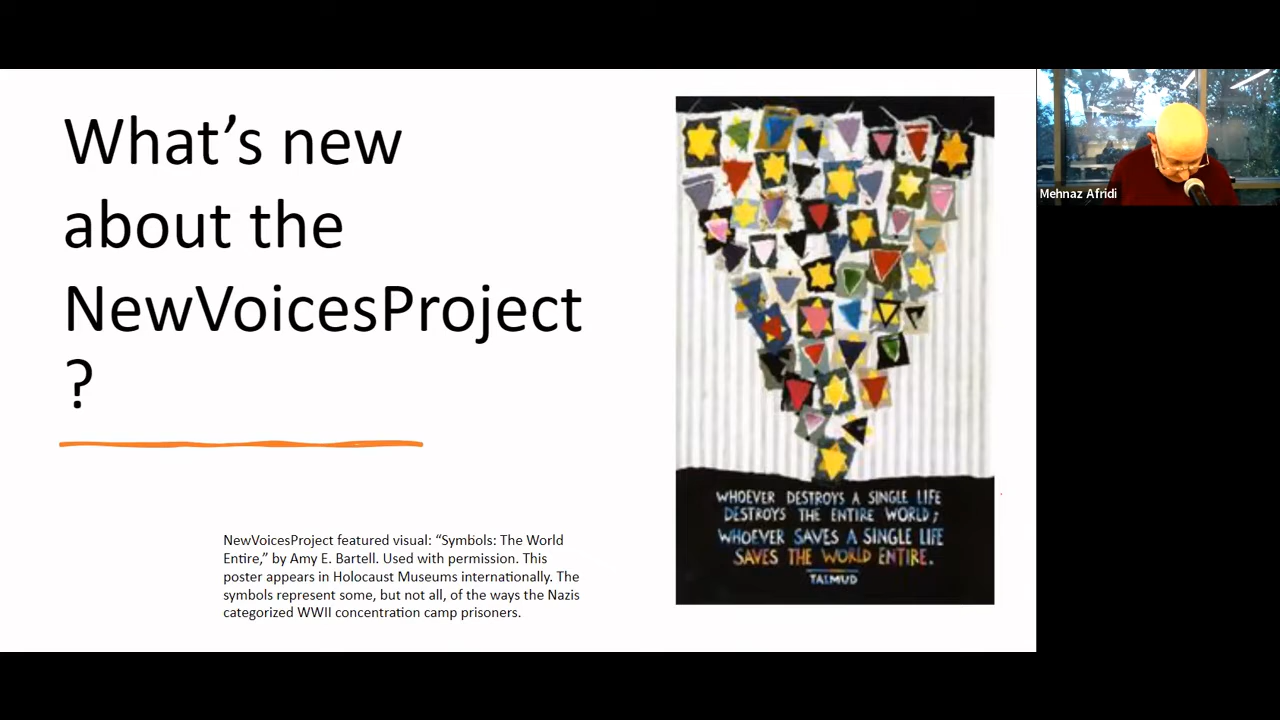 What’s new
about the
NewVoicesProject
?
NewVoicesProject featured visual: “Symbols: The World
Entire,” by Amy E. Bartell. Used with permission. This
poster appears in Holocaust Museums internationally. The
symbols represent some, but not all, of the ways the Nazis
categorized WWII concentration camp prisoners.
WHOEVER DESTROYS A SINGLE LIFE
DESTROYS THE ENTIRE WORLD;
WHOEVER SAVES A SINGLE LIFE
SAVES THE WORLD ENTIRE.
TALMUD
Mehnaz Afridi